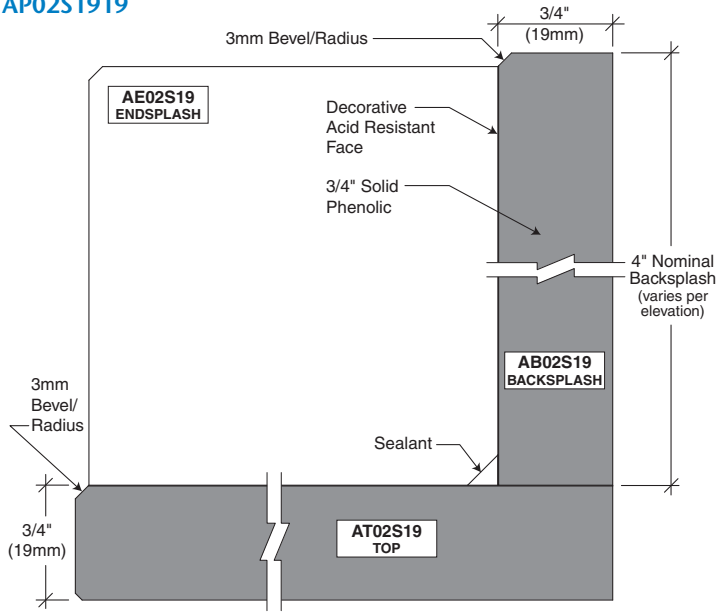 AP02S1919
3/4"
(19mm)
3mm Bevel/Radius
AE02S19
ENDSPLASH
Decorative
Acid Resistant
Face
3/4" Solid
Phenolic
4" Nominal
Backsplash
(varies per
elevation)
AB02S19
BACKSPLASH
3mm
Bevel/
Radius
Sealant
3/4"
(19mm)
AT02S19
TOP